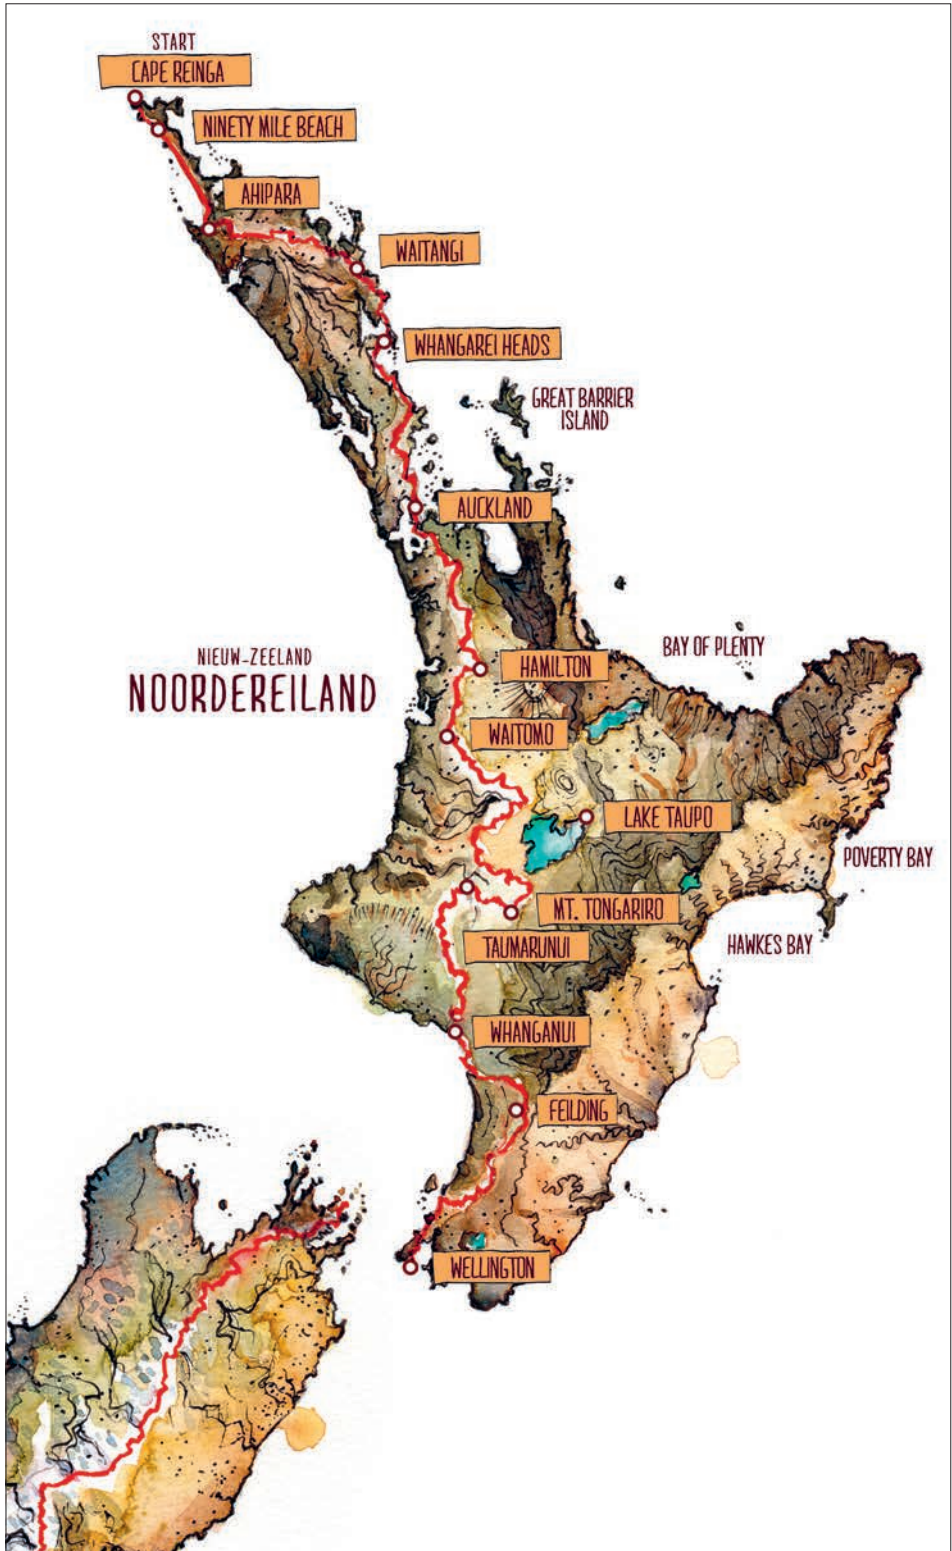 START
CAPE REINGA
NINETY MILE BEACH
AHIPARA
WAITANGI
WHANGAREI HEADS
GREAT BARRIER
ISLAND
AUCKLAND
NIEUW-ZEELAND
NOORDEREILAND
HAMILTON
BAY OF PLENTY
WAITOMO
LAKE TAUPO
POVERTY BAY
MT. TONGARIRO
TAUMARUNUI
HAWKES BAY
WHANGANUI
FEILDING
WELLINGTON